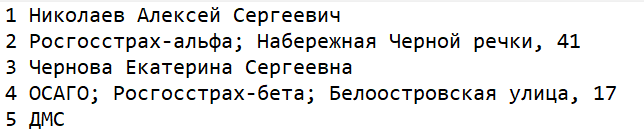 1 Николаев Алексей Сергеевич
2 Росгосстрах-альфа; Набережная Черной речки, 41
3 Чернова Екатерина Сергеевна
4 ОСАГО; Росгосстрах-бета; Белоостровская улица, 17
5 ДМС